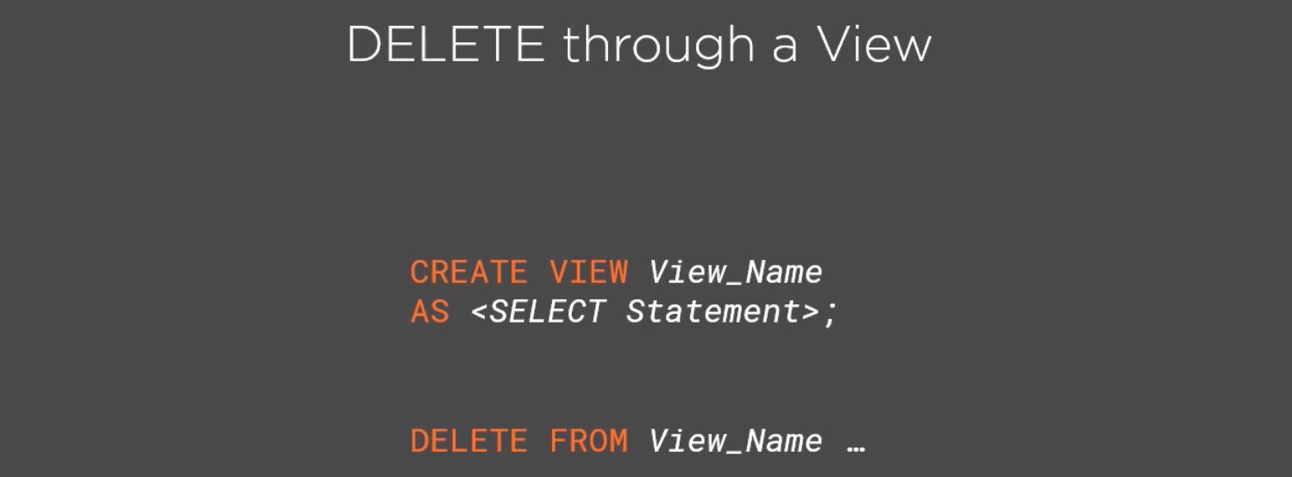 DELETE through a View
CREATE VIEW View_Name
AS <SELECT Statement>;
DELETE FROM View_Name …